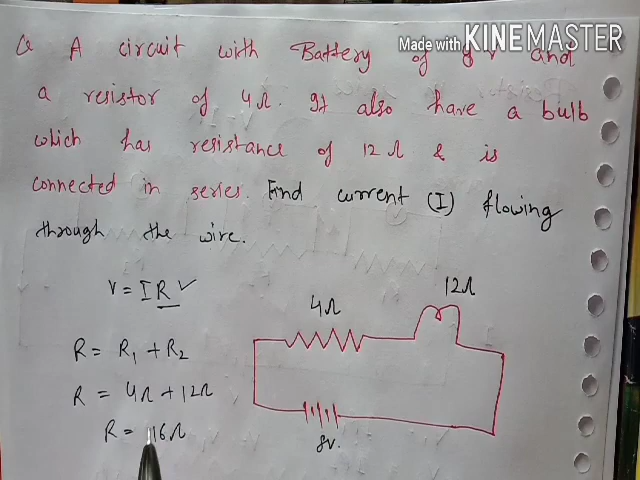 Made with KINEMASTER
Q A circuit with Battery of 8V and
a resistor of 4Ω. It also have a bulb
which has resistance of 12Ω & is
connected in series. Find current (I) flowing
through the wire.
V = IR ✓
R = R1 + R2
R = 4Ω + 12Ω
R = 16Ω
4Ω
12Ω
8V.